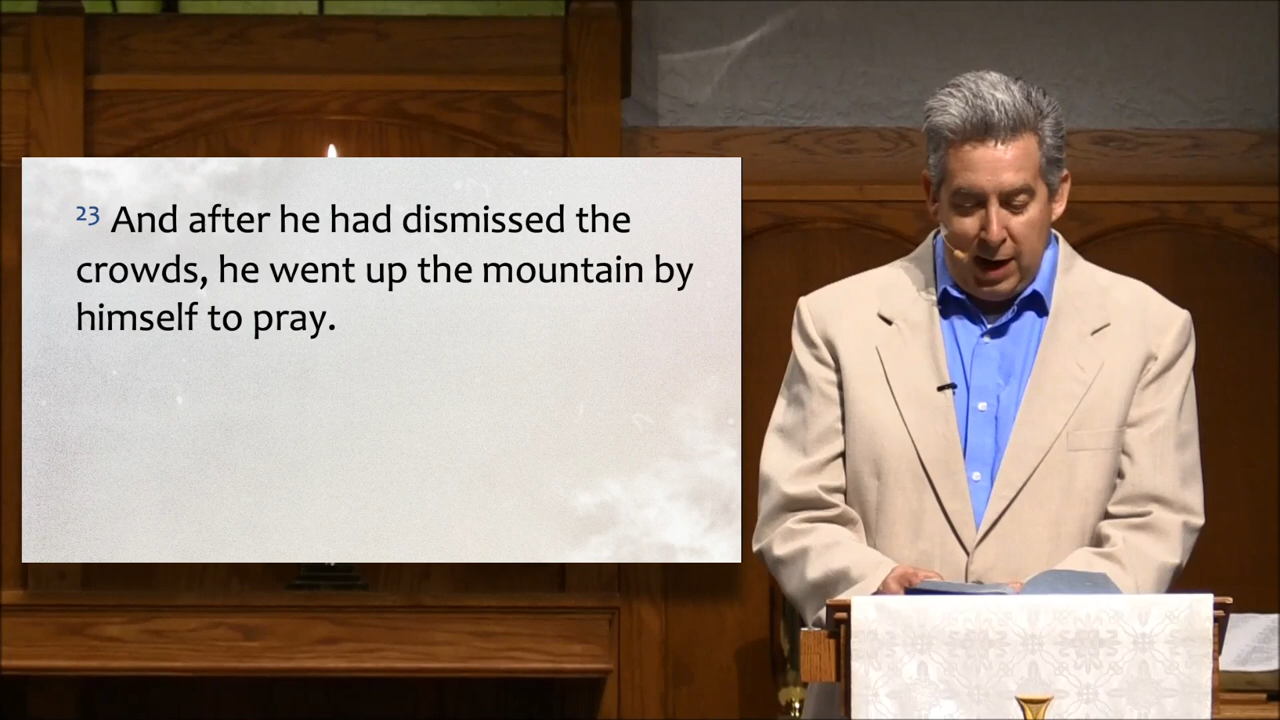 23 And after he had dismissed the
crowds, he went up the mountain by
himself to pray.